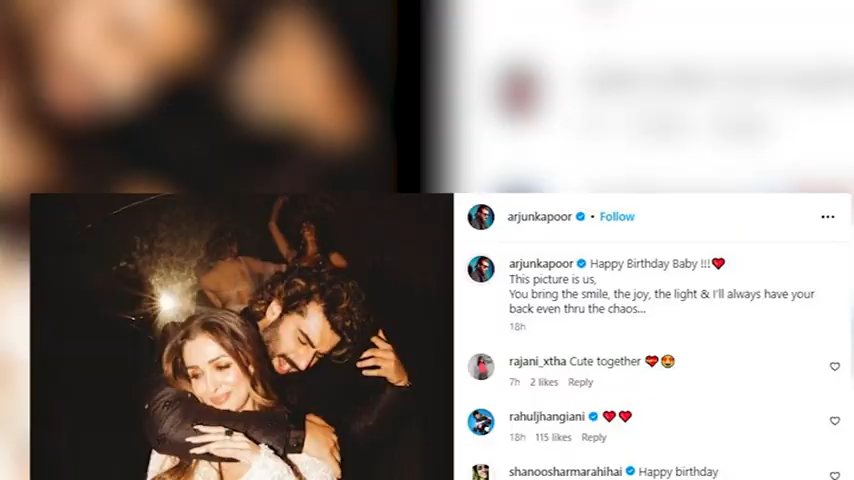 arjunkapoor • Follow
arjunkapoor Happy Birthday Baby !!!❤️
This picture is us,
You bring the smile, the joy, the light & I'll always have your
back even thru the chaos...
18h
rajani_xtha Cute together 💝😍
7h 2 likes Reply
rahuljhangiani ❤️❤️
18h 115 likes Reply
shanoosharmarahihai Happy birthday